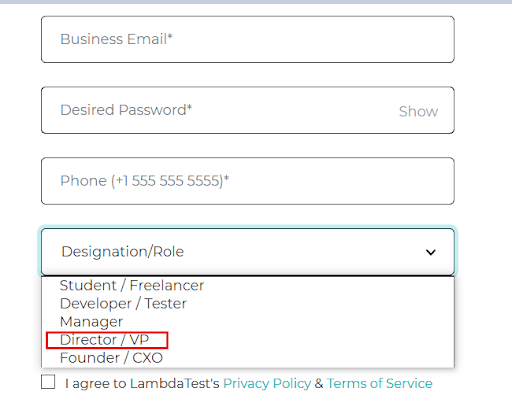 Business Email*
Desired Password* Show
Phone (+1 555 555 5555)*
Designation/Role
Student / Freelancer
Developer / Tester
Manager
Director / VP
Founder / CXO
I agree to LambdaTest's Privacy Policy & Terms of Service